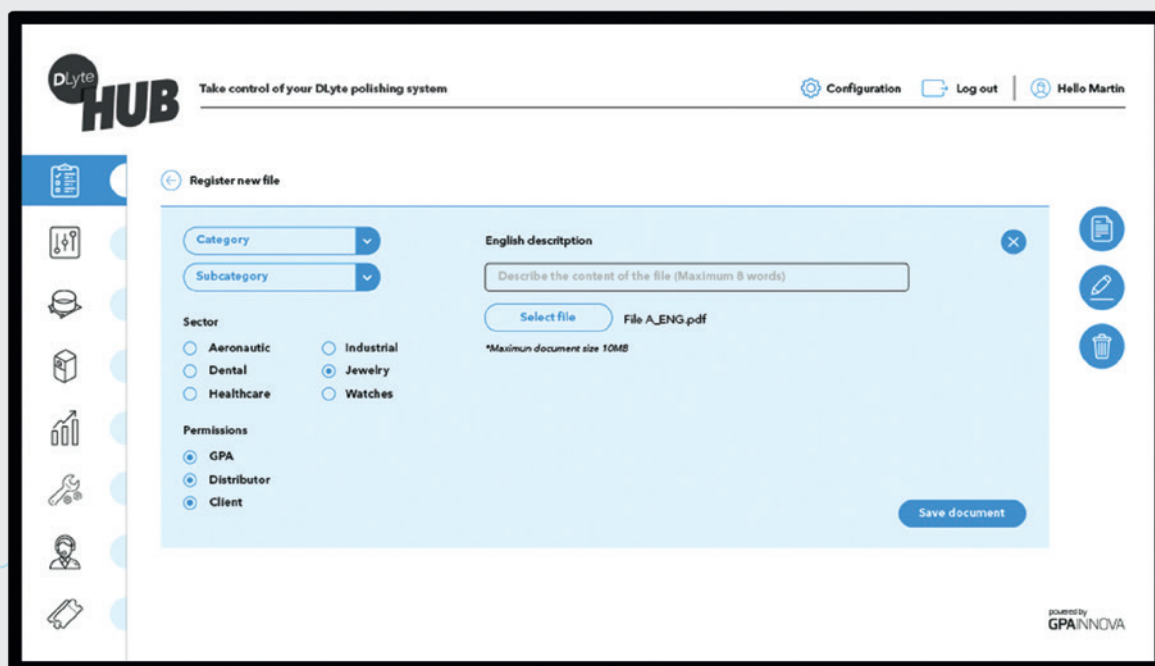 DLyte
HUB
Take control of your DLyte polishing system
Configuration
Log out
Hello Martin
Register new file
Category
Subcategory
Sector
Aeronautic
Industrial
Dental
Jewelry
Healthcare
Watches
Permissions
GPA
Distributor
Client
English descritption
Describe the content of the file (Maximum 8 words)
Select file
File A_ENG.pdf
*Maximun document size 10MB
Save document
powered by
GPAINNOVA